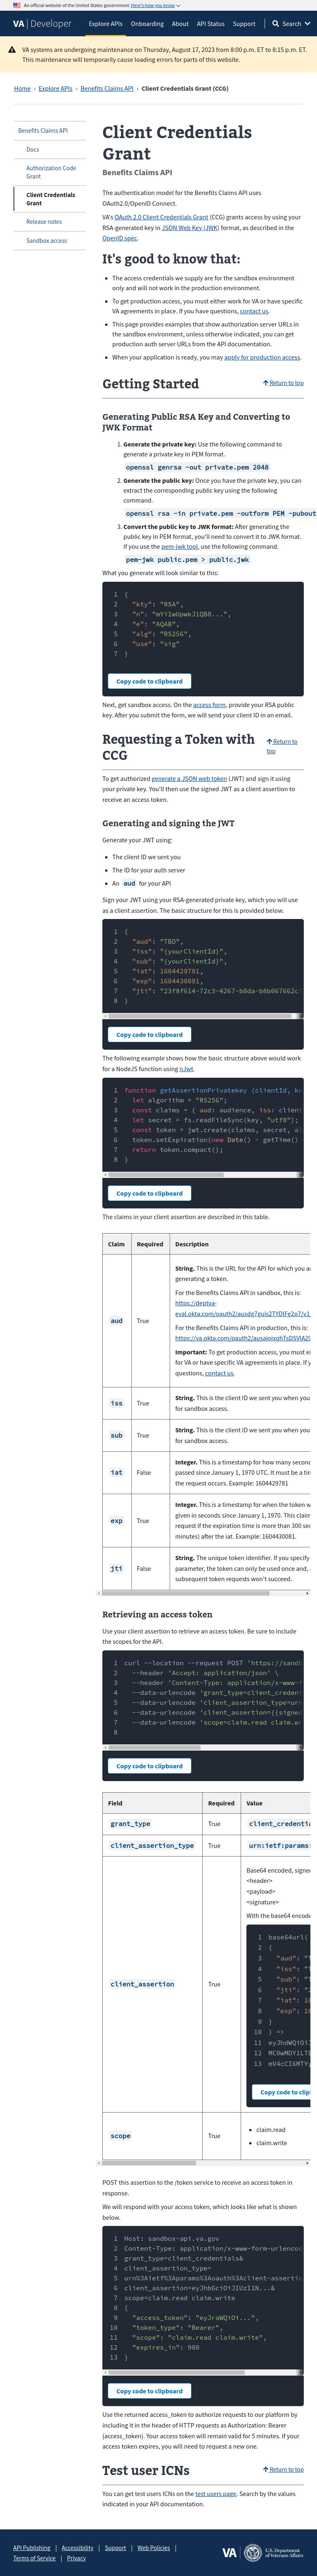 An official website of the United States government Here's how you know
VA | Developer
Explore APIs
Onboarding
About
API Status
Support
Search
VA systems are undergoing maintenance on Thursday, August 17, 2023 from 8:00 p.m. ET to 8:15 p.m. ET.
This maintenance will temporarily cause loading errors for parts of this website.
Home › Explore APIs › Benefits Claims API › Client Credentials Grant (CCG)
Benefits Claims API
Docs
Authorization Code
Grant
Client Credentials
Grant
Release notes
Sandbox access
Client Credentials
Grant
Benefits Claims API
The authentication model for the Benefits Claims API uses
OAuth2.0/OpenID Connect.
VA's OAuth 2.0 Client Credentials Grant (CCG) grants access by using your
RSA-generated key in JSON Web Key (JWK) format, as described in the
OpenID spec.
It's good to know that:
The access credentials we supply are for the sandbox environment
only and will not work in the production environment.
To get production access, you must either work for VA or have specific
VA agreements in place. If you have questions, contact us.
This page provides examples that show authorization server URLs in
the sandbox environment, unless otherwise indicated, you can get
production auth server URLs from the API documentation.
When your application is ready, you may apply for production access.
Getting Started
Return to top
Generating Public RSA Key and Converting to
JWK Format
1. Generate the private key: Use the following command to
generate a private key in PEM format.
openssl genrsa -out private.pem 2048
2. Generate the public key: Once you have the private key, you can
extract the corresponding public key using the following
command.
openssl rsa -in private.pem -outform PEM -pubout
3. Convert the public key to JWK format: After generating the
public key in PEM format, you'll need to convert it to JWK format.
If you use the pem-jwk tool, use the following command.
pem-jwk public.pem > public.jwk
What you generate will look similar to this:
1 {
2 "kty": "RSA",
3 "n": "mYi1wUpwkJ1QB8...",
4 "e": "AQAB",
5 "alg": "RS256",
6 "use": "sig"
7 }
Copy code to clipboard
Next, get sandbox access. On the access form, provide your RSA public
key. After you submit the form, we will send your client ID in an email.
Requesting a Token with
CCG
Return to
top
To get authorized generate a JSON web token (JWT) and sign it using
your private key. You'll then use the signed JWT as a client assertion to
receive an access token.
Generating and signing the JWT
Generate your JWT using:
The client ID we sent you
The ID for your auth server
An aud for your API
Sign your JWT using your RSA-generated private key, which you will use
as a client assertion. The basic structure for this is provided below.
1 {
2 "aud": "TBD",
3 "iss": "{yourClientId}",
4 "sub": "{yourClientId}",
5 "iat": 1604429781,
6 "exp": 1604430081,
7 "jti": "23f8f614-72c3-4267-b0da-b8b067662c7
8 }
Copy code to clipboard
The following example shows how the basic structure above would work
for a NodeJS function using nJwt.
1 function getAssertionPrivatekey (clientId, k
2 let algorithm = "RS256";
3 const claims = { aud: audience, iss: clien
4 let secret = fs.readFileSync(key, "utf8");
5 const token = jwt.create(claims, secret, al
6 token.setExpiration(new Date() - getTime()
7 return token.compact();
8 }
Copy code to clipboard
The claims in your client assertion are described in this table.
Claim Required Description
aud True
String. This is the URL for the API for which you a
generating a token.
For the Benefits Claims API in sandbox, this is:
https://deptva-
eval.okta.com/oauth2/ausdg7guis2TYDlFe2p7/v1
For the Benefits Claims API in production, this is:
Important: To get production access, you must ei
for VA or have specific VA agreements in place. If y
questions, contact us.
iss True
String. This is the client ID we sent you when you
for sandbox access.
sub True
String. This is the client ID we sent you when you
for sandbox access.
iat False
Integer. This is a timestamp for how many secon
passed since January 1, 1970 UTC. It must be a ti
the request occurs. Example: 1604429781
exp True
Integer. This is a timestamp for when the token w
given in seconds since January 1, 1970. This claim
request if the expiration time is more than 300 se
minutes) after the iat. Example: 1604430081.
jti False
String. The unique token identifier. If you specify
parameter, the token can only be used once and,
subsequent token requests won't succeed.
Retrieving an access token
Use your client assertion to retrieve an access token. Be sure to include
the scopes for the API.
1 curl --location --request POST 'https://sandb
2 --header 'Accept: application/json' \
3 --header 'Content-Type: application/x-www-f
4 --data-urlencode 'grant_type=client_credeni
5 --data-urlencode 'client_assertion_type=ur
6 --data-urlencode 'client_assertion={{signe
7 --data-urlencode 'scope=claim.read claim.w
8
Copy code to clipboard
Field Required Value
grant_type True client_credentia
client_assertion_type True urn:ietf:params:
client_assertion True
Base64 encoded, signe
<header>
<payload>
<signature>
With the base64 encode
1 base64url(
2 {
3 "aud": "T
4 "iss": "
5 "sub": "
6 "jti": "2
7 "iat": 16
8 "exp": 16
9 }
10 ) =>
11 eyJhdWQiOiJ
12 MC0wMDY1LTE
13 mV4cCI6MTY
Copy code to clipb
scope True
claim.read
claim.write
POST this assertion to the /token service to receive an access token in
response.
We will respond with your access token, which looks like what is shown
below.
1 Host: sandbox-api.va.gov
2 Content-Type: application/x-www-form-urlencod
3 grant_type=client_credentials&
4 client_assertion_type=
5 urn%3Aietf%3Aparams%3Aoauth%3Aclient-assertio
6 client_assertion=eyJhbGciOiJIUzI1N...&
7 scope=claim.read claim.write
8 {
9 "access_token": "eyJraWQiOi...",
10 "token_type": "Bearer",
11 "scope": "claim.read claim.write",
12 "expires_in": 900
13 }
Copy code to clipboard
Use the returned access_token to authorize requests to our platform by
including it in the header of HTTP requests as Authorization: Bearer
{access_token}. Your access token will remain valid for 5 minutes. If your
access token expires, you will need to request a new one.
Test user ICNs
Return to top
You can get test users ICNs on the test users page. Search by the values
indicated in your API documentation.
API Publishing | Accessibility | Support | Web Policies |
Terms of Service | Privacy
VA | U.S. Department
of Veterans Affairs